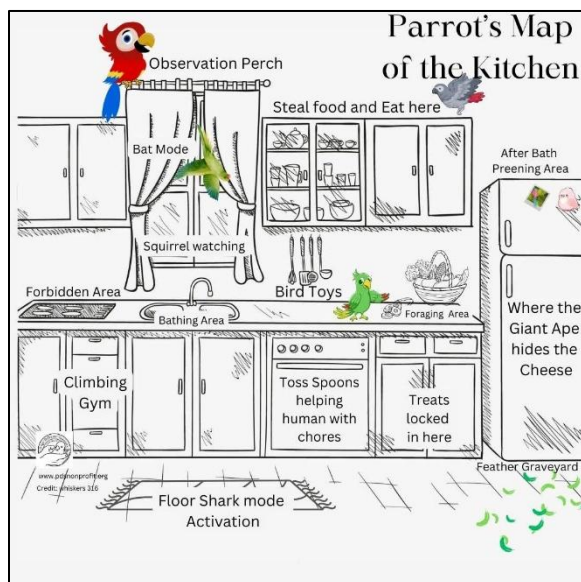 Parrot's Map
of the Kitchen
Observation Perch
Steal food and Eat here
Bat Mode
After Bath
Preening Area
Squirrel watching
Forbidden Area
Bird Toys
Bathing Area
Foraging Area
Where the
Giant Ape
hides the
Cheese
Climbing
Gym
Toss Spoons
helping
human with
chores
Treats
locked
in here
www.pdsnonprofit.org
Credit: whiskers 316
Feather Graveyard
Floor Shark mode
Activation